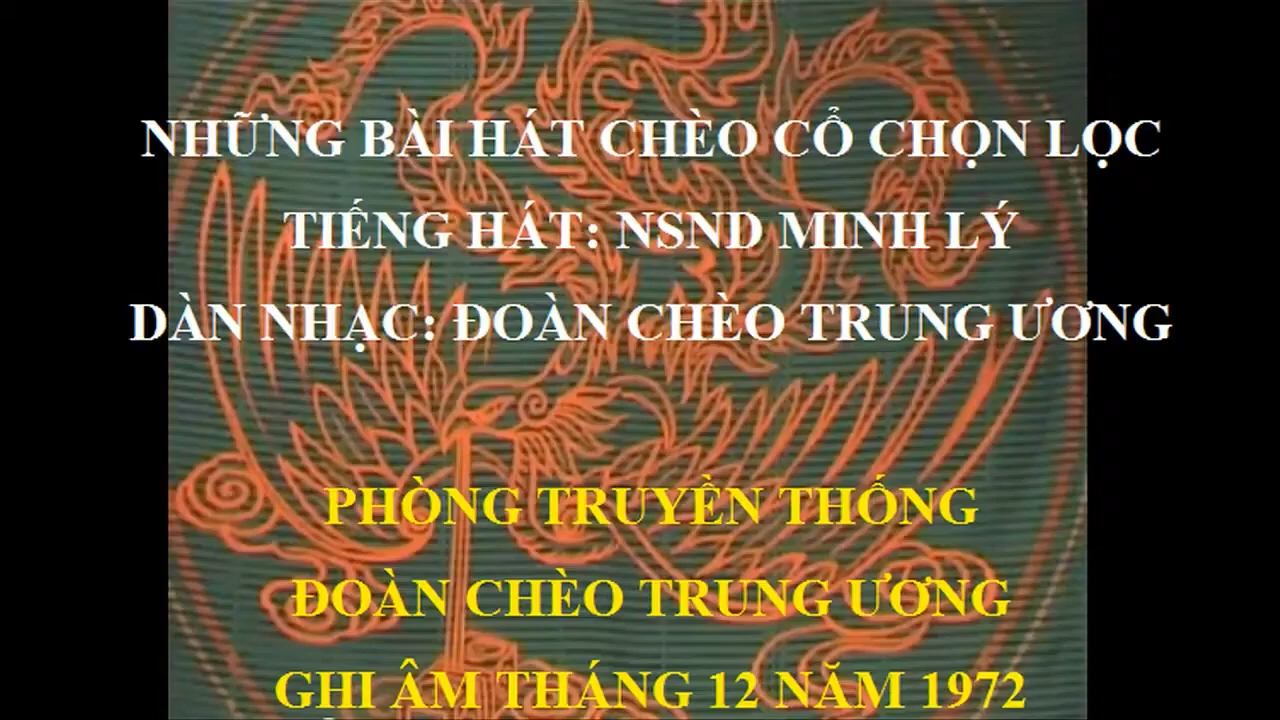 NHỮNG BÀI HÁT CHÈO CỔ CHỌN LỌC
TIẾNG HÁT: NSND MINH LÝ
DÀN NHẠC: ĐOÀN CHÈO TRUNG ƯƠNG
PHÒNG TRUYỀN THỐNG
ĐOÀN CHÈO TRUNG ƯƠNG
GHI ÂM THÁNG 12 NĂM 1972